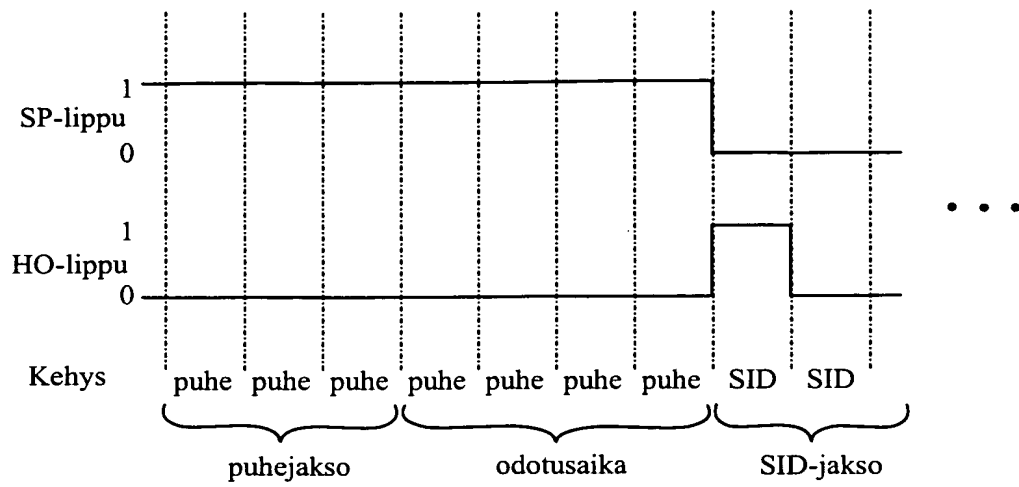 1
SP-lippu
0
1
HO-lippu
0
Kehys puhe puhe puhe puhe puhe puhe puhe SID SID
puhejakso odotusaika SID-jakso